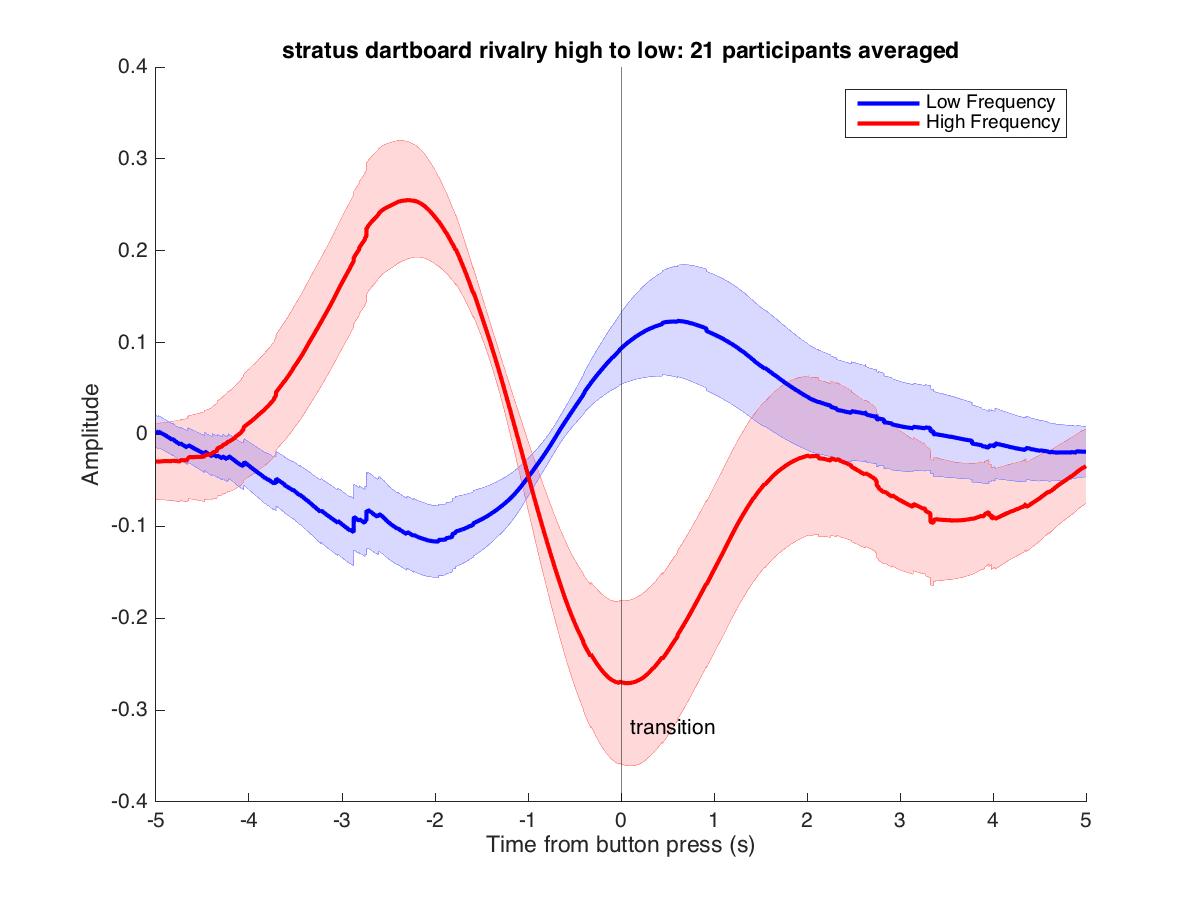 stratus dartboard rivalry high to low: 21 participants averaged
Low Frequency
High Frequency
0.4
0.3
0.2
0.1
0
-0.1
-0.2
-0.3
-0.4
Amplitude
transition
-5 -4 -3 -2 -1 0 1 2 3 4 5
Time from button press (s)